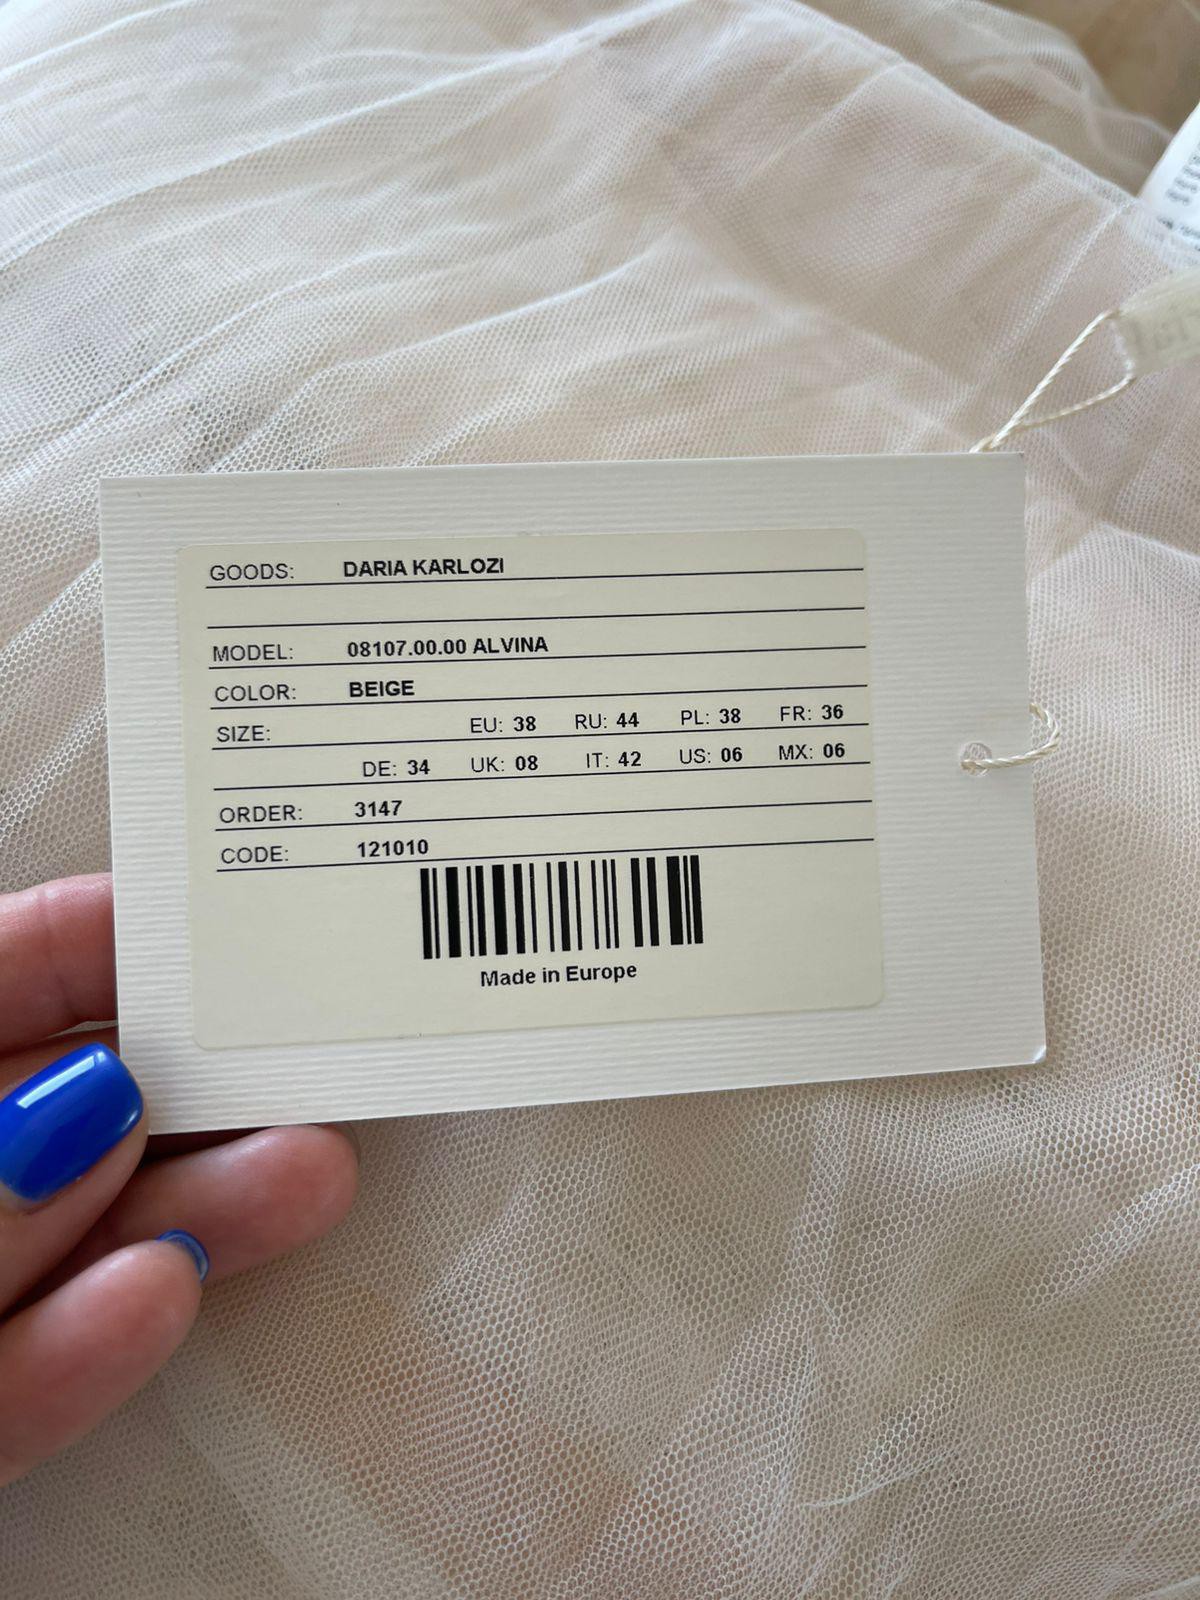 GOODS: DARIA KARLOZI
MODEL: 08107.00.00 ALVINA
COLOR: BEIGE
SIZE: EU: 38 RU: 44 PL: 38 FR: 36
DE: 34 UK: 08 IT: 42 US: 06 MX: 06
ORDER: 3147
CODE: 121010
Made in Europe